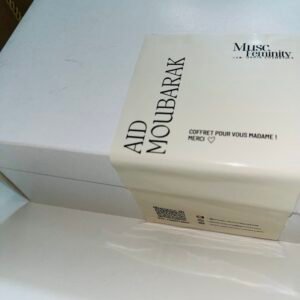 Musc
Feminity
AID
MOUBARAK
COFFRET POUR VOUS MADAME !
MERCI ♡